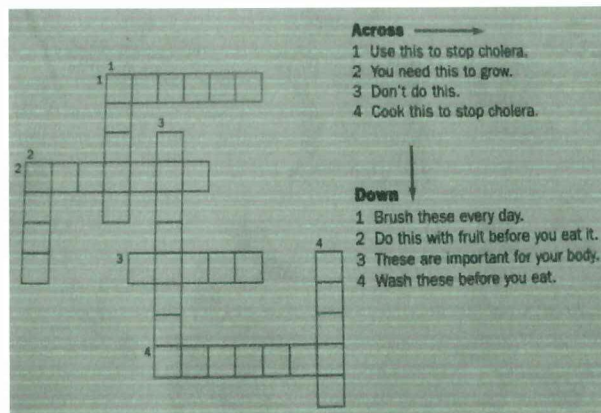 Across
1 Use this to stop cholera.
2 You need this to grow.
3 Don't do this.
4 Cook this to stop cholera.
1
1
3
2
2
Down
1 Brush these every day.
2 Do this with fruit before you eat it.
3 These are important for your body.
4 Wash these before you eat.
4
3
4